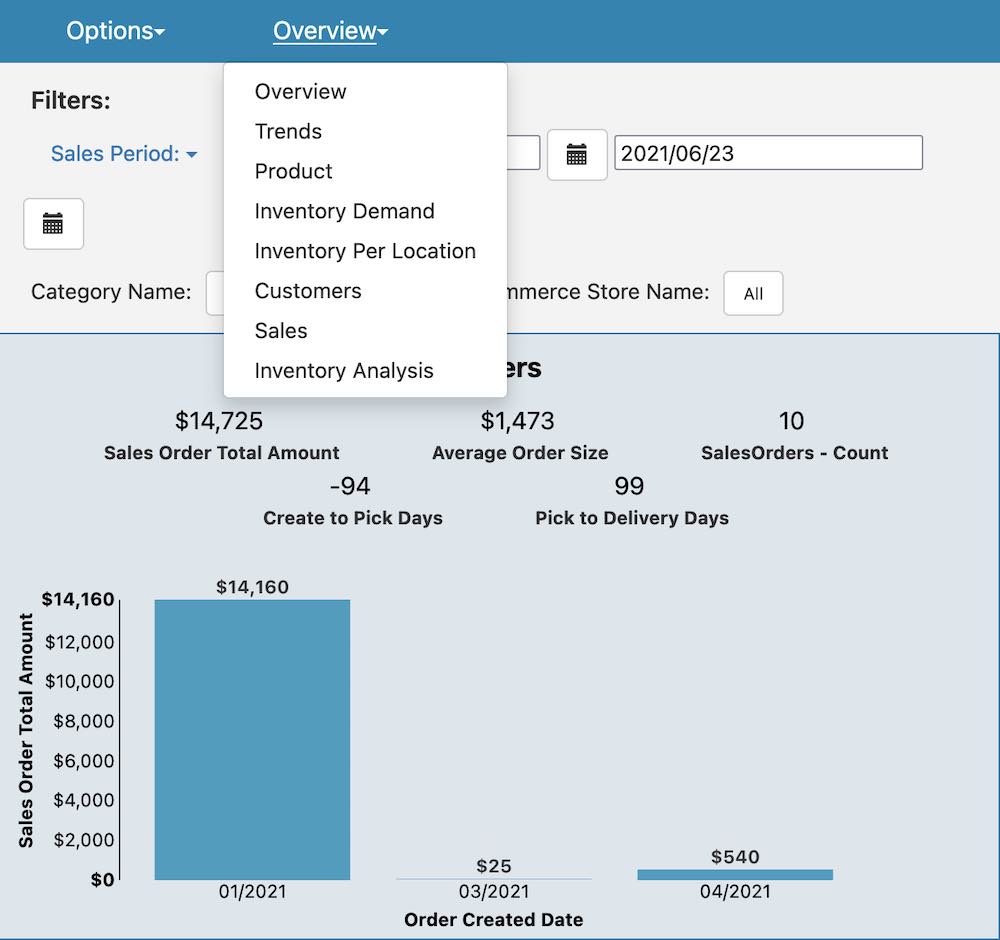 Options
Overview
Overview
Trends
Product
Inventory Demand
Inventory Per Location
Customers
Sales
Inventory Analysis
Filters:
Sales Period:
2021/06/23
Category Name:
Store Name:
All
$14,725
Sales Order Total Amount
$1,473
Average Order Size
10
SalesOrders - Count
-94
Create to Pick Days
99
Pick to Delivery Days
Sales Order Total Amount
$14,160
$12,000
$10,000
$8,000
$6,000
$4,000
$2,000
$0
$14,160
$25
$540
01/2021
03/2021
04/2021
Order Created Date